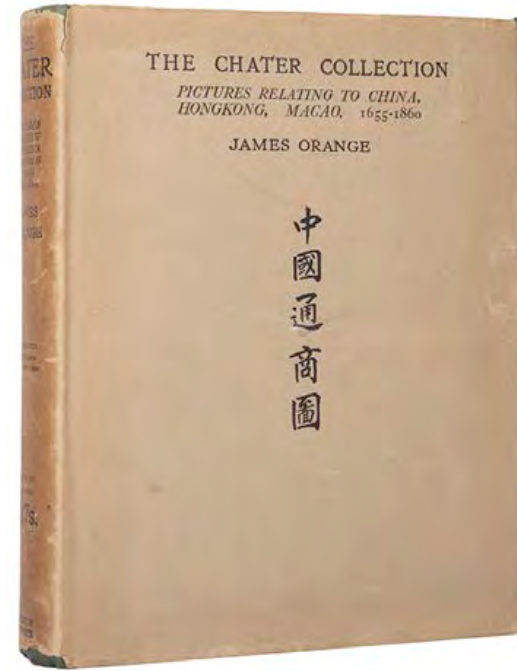 THE CHATER COLLECTION
PICTURES RELATING TO CHINA,
HONGKONG, MACAO, 1655-1860
JAMES ORANGE
中國通商圖